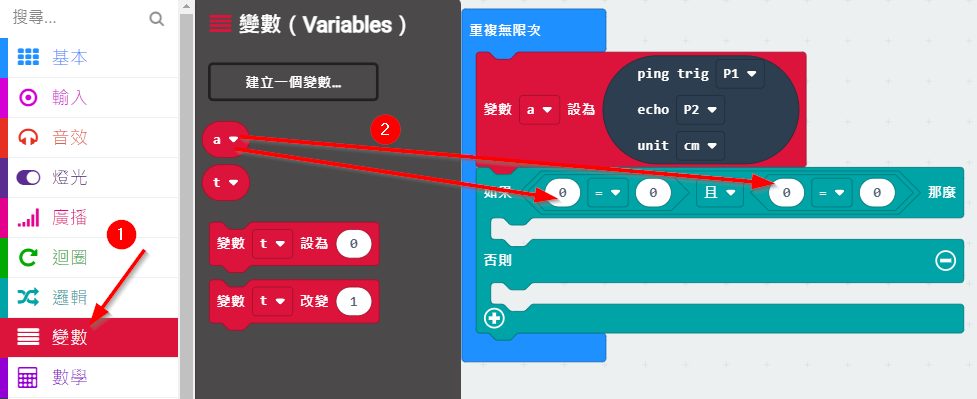 搜尋...
基本
輸入
音效
燈光
廣播
迴圈
邏輯
變數
數學
1
變數（Variables）
建立一個變數...
a
t
變數 t 設為 0
變數 t 改變 1
2
重複無限次
變數 a 設為
ping trig P1
echo P2
unit cm
如果 0 = 0 且 0 = 0 那麼
否則